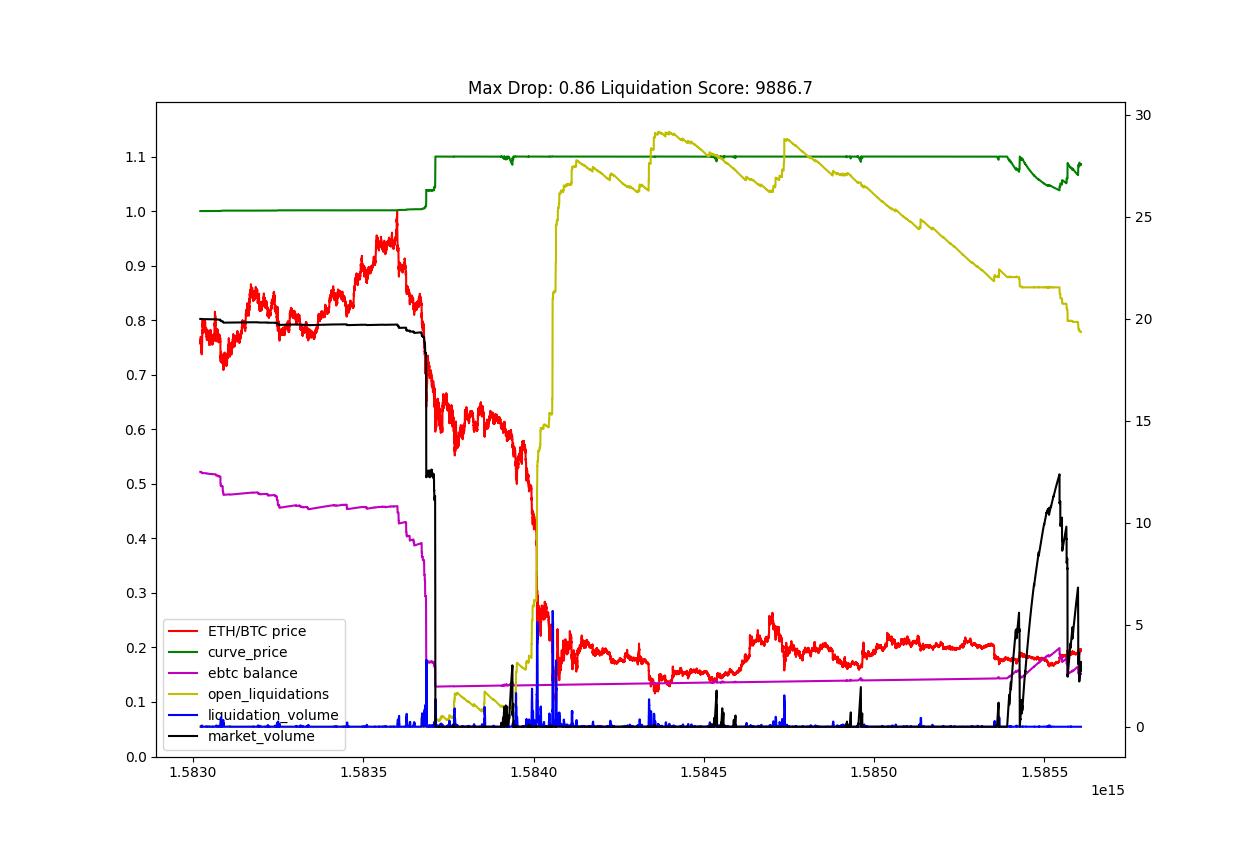 Max Drop: 0.86 Liquidation Score: 9886.7
30
1.1
1.0
25
0.9
0.8
20
0.7
15
0.6
0.5
10
0.4
0.3
5
0.2
0.1
0
0.0
ETH/BTC price
curve_price
ebtc balance
open_liquidations
liquidation_volume
market_volume
1.5830 1.5835 1.5840 1.5845 1.5850 1.5855
1e15